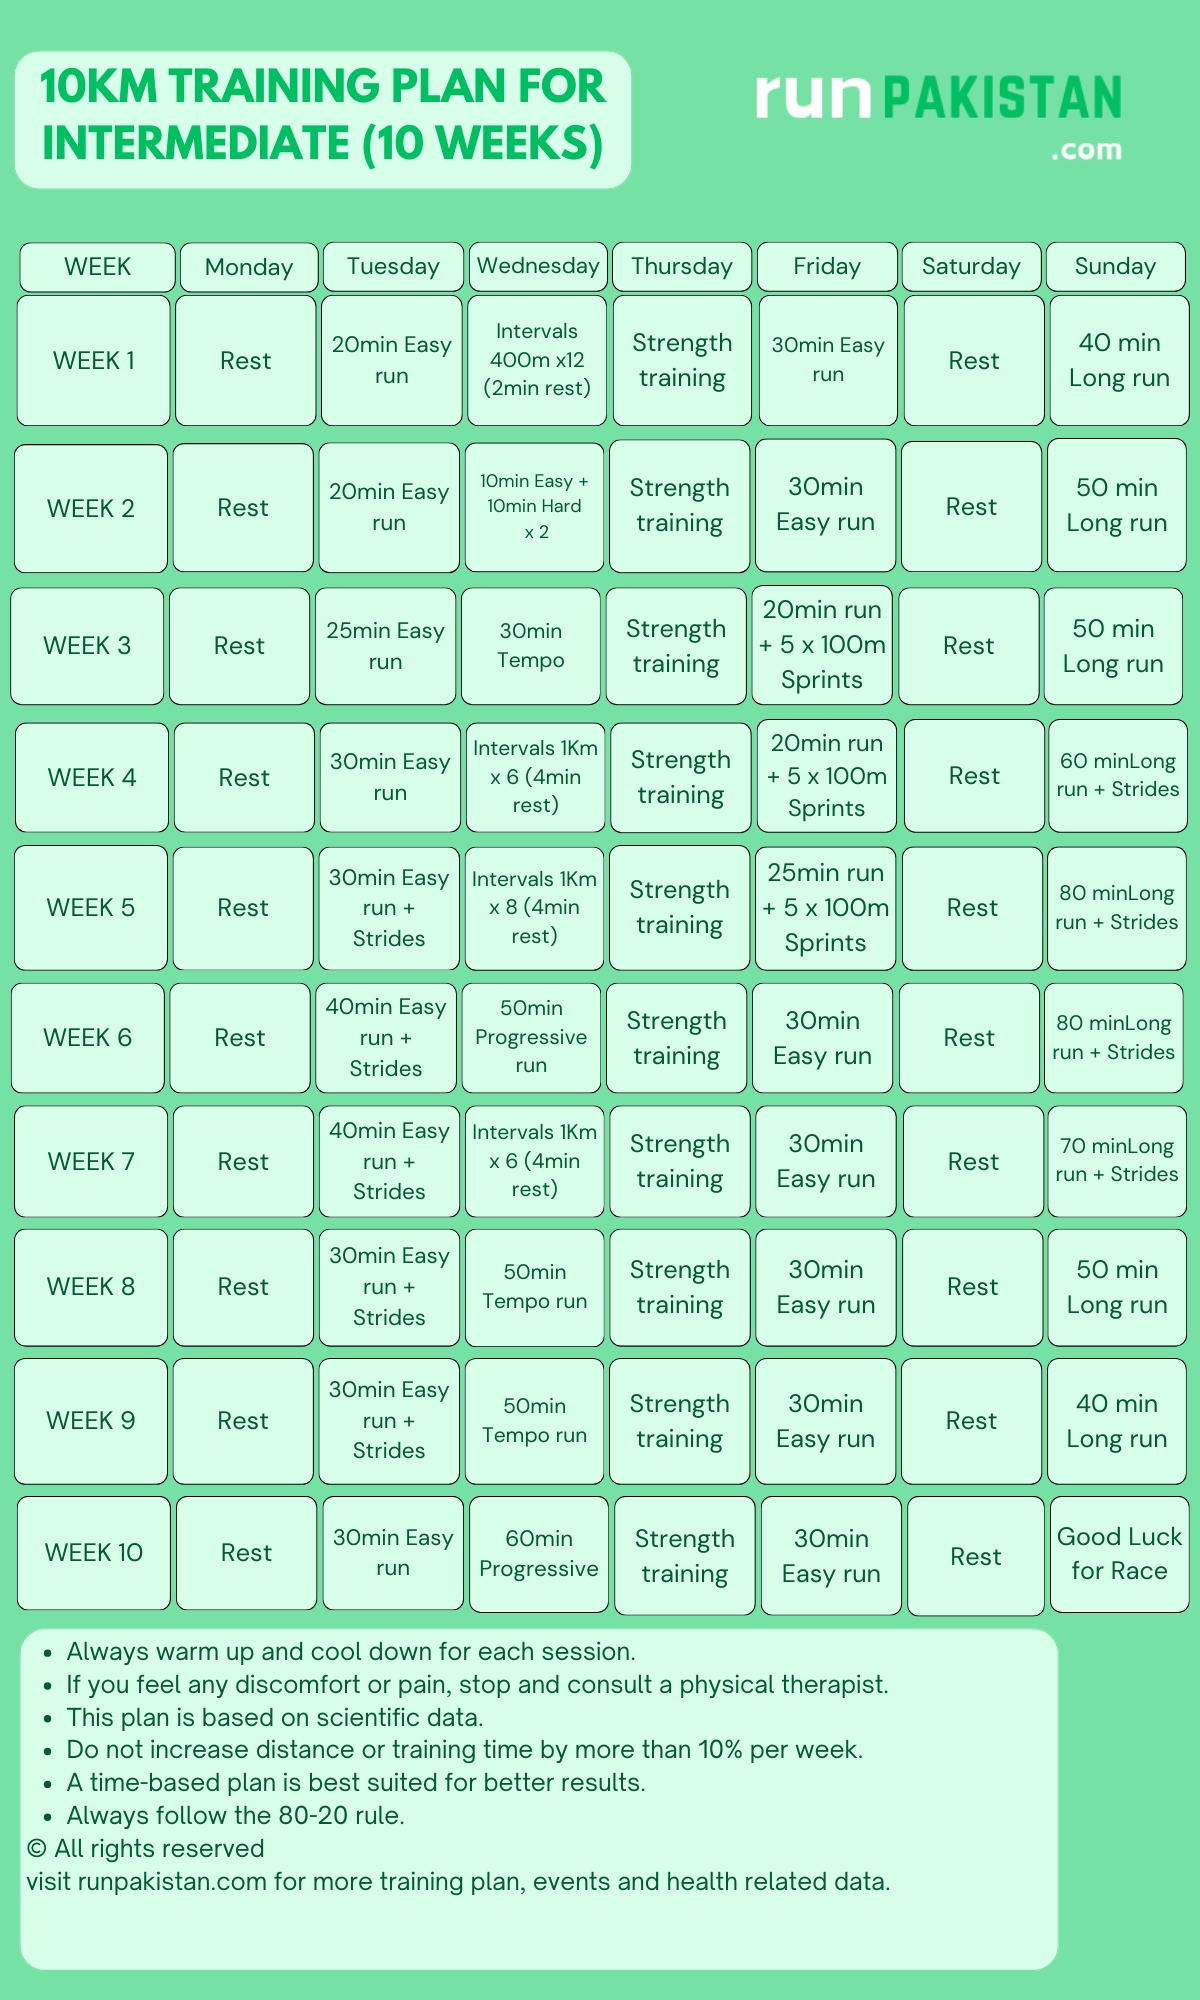 10KM TRAINING PLAN FOR
INTERMEDIATE (10 WEEKS)
run PAKISTAN
.com
WEEK
Monday
Tuesday
Wednesday
Thursday
Friday
Saturday
Sunday
WEEK 1
Rest
20min Easy
run
Intervals
400m x12
(2min rest)
Strength
training
30min Easy
run
Rest
40 min
Long run
WEEK 2
Rest
20min Easy
run
10min Easy +
10min Hard
x 2
Strength
training
30min
Easy run
Rest
50 min
Long run
WEEK 3
Rest
25min Easy
run
30min
Tempo
Strength
training
20min run
+ 5 x 100m
Sprints
Rest
50 min
Long run
WEEK 4
Rest
30min Easy
run
Intervals 1Km
x 6 (4min
rest)
Strength
training
20min run
+ 5 x 100m
Sprints
Rest
60 minLong
run + Strides
WEEK 5
Rest
30min Easy
run +
Strides
Intervals 1Km
x 8 (4min
rest)
Strength
training
25min run
+ 5 x 100m
Sprints
Rest
80 minLong
run + Strides
WEEK 6
Rest
40min Easy
run +
Strides
50min
Progressive
run
Strength
training
30min
Easy run
Rest
80 minLong
run + Strides
WEEK 7
Rest
40min Easy
run +
Strides
Intervals 1Km
x 6 (4min
rest)
Strength
training
30min
Easy run
Rest
70 minLong
run + Strides
WEEK 8
Rest
30min Easy
run +
Strides
50min
Tempo run
Strength
training
30min
Easy run
Rest
50 min
Long run
WEEK 9
Rest
30min Easy
run +
Strides
50min
Tempo run
Strength
training
30min
Easy run
Rest
40 min
Long run
WEEK 10
Rest
30min Easy
run
60min
Progressive
Strength
training
30min
Easy run
Rest
Good Luck
for Race
• Always warm up and cool down for each session.
• If you feel any discomfort or pain, stop and consult a physical therapist.
• This plan is based on scientific data.
• Do not increase distance or training time by more than 10% per week.
• A time-based plan is best suited for better results.
• Always follow the 80-20 rule.
© All rights reserved
visit runpakistan.com for more training plan, events and health related data.